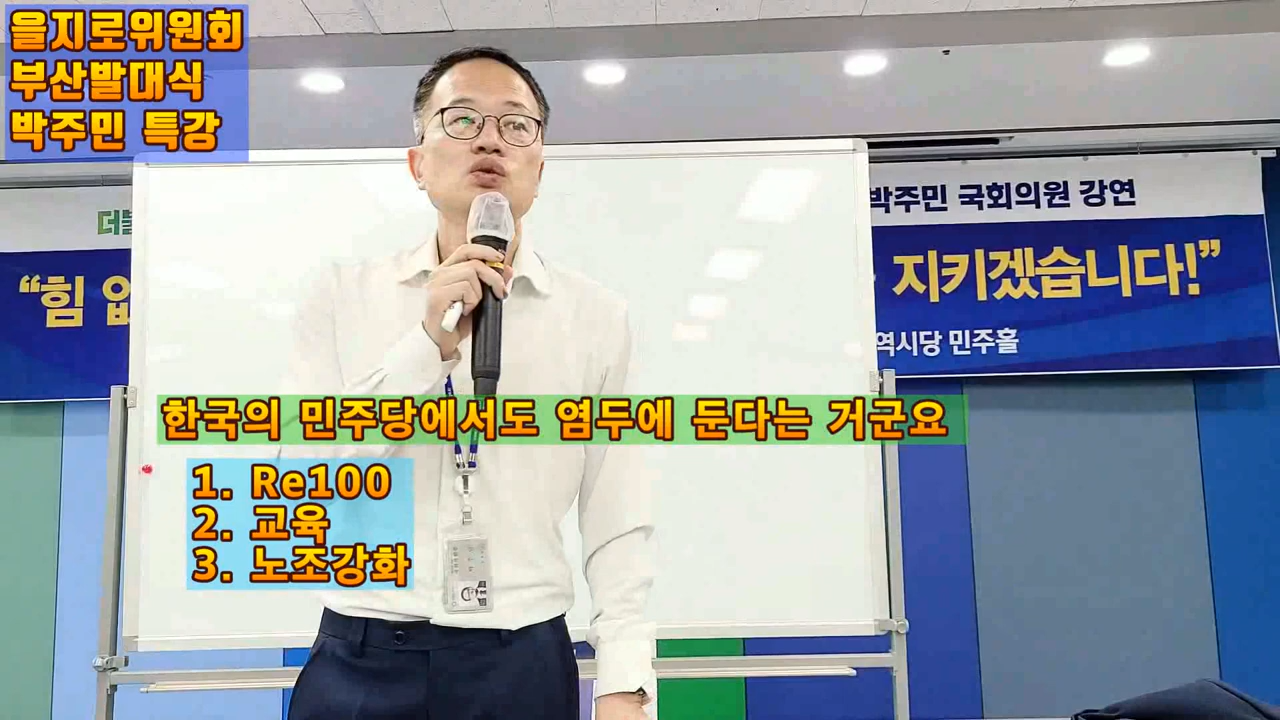 을지로위원회
부산발대식
박주민 특강
박주민 국회의원 강연
“힘
지키겠습니다!”
역시당 민주홀
한국의 민주당에서도 염두에 둔다는 거군요
1. Re100
2. 교육
3. 노조강화